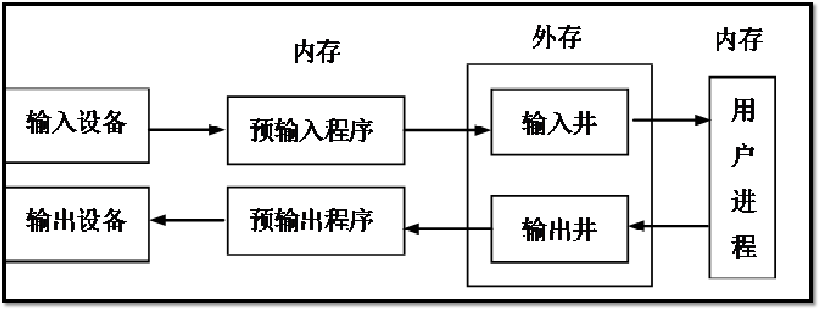 内存
外存
内存
输入设备
预输入程序
输入井
用户进程
输出设备
预输出程序
输出井